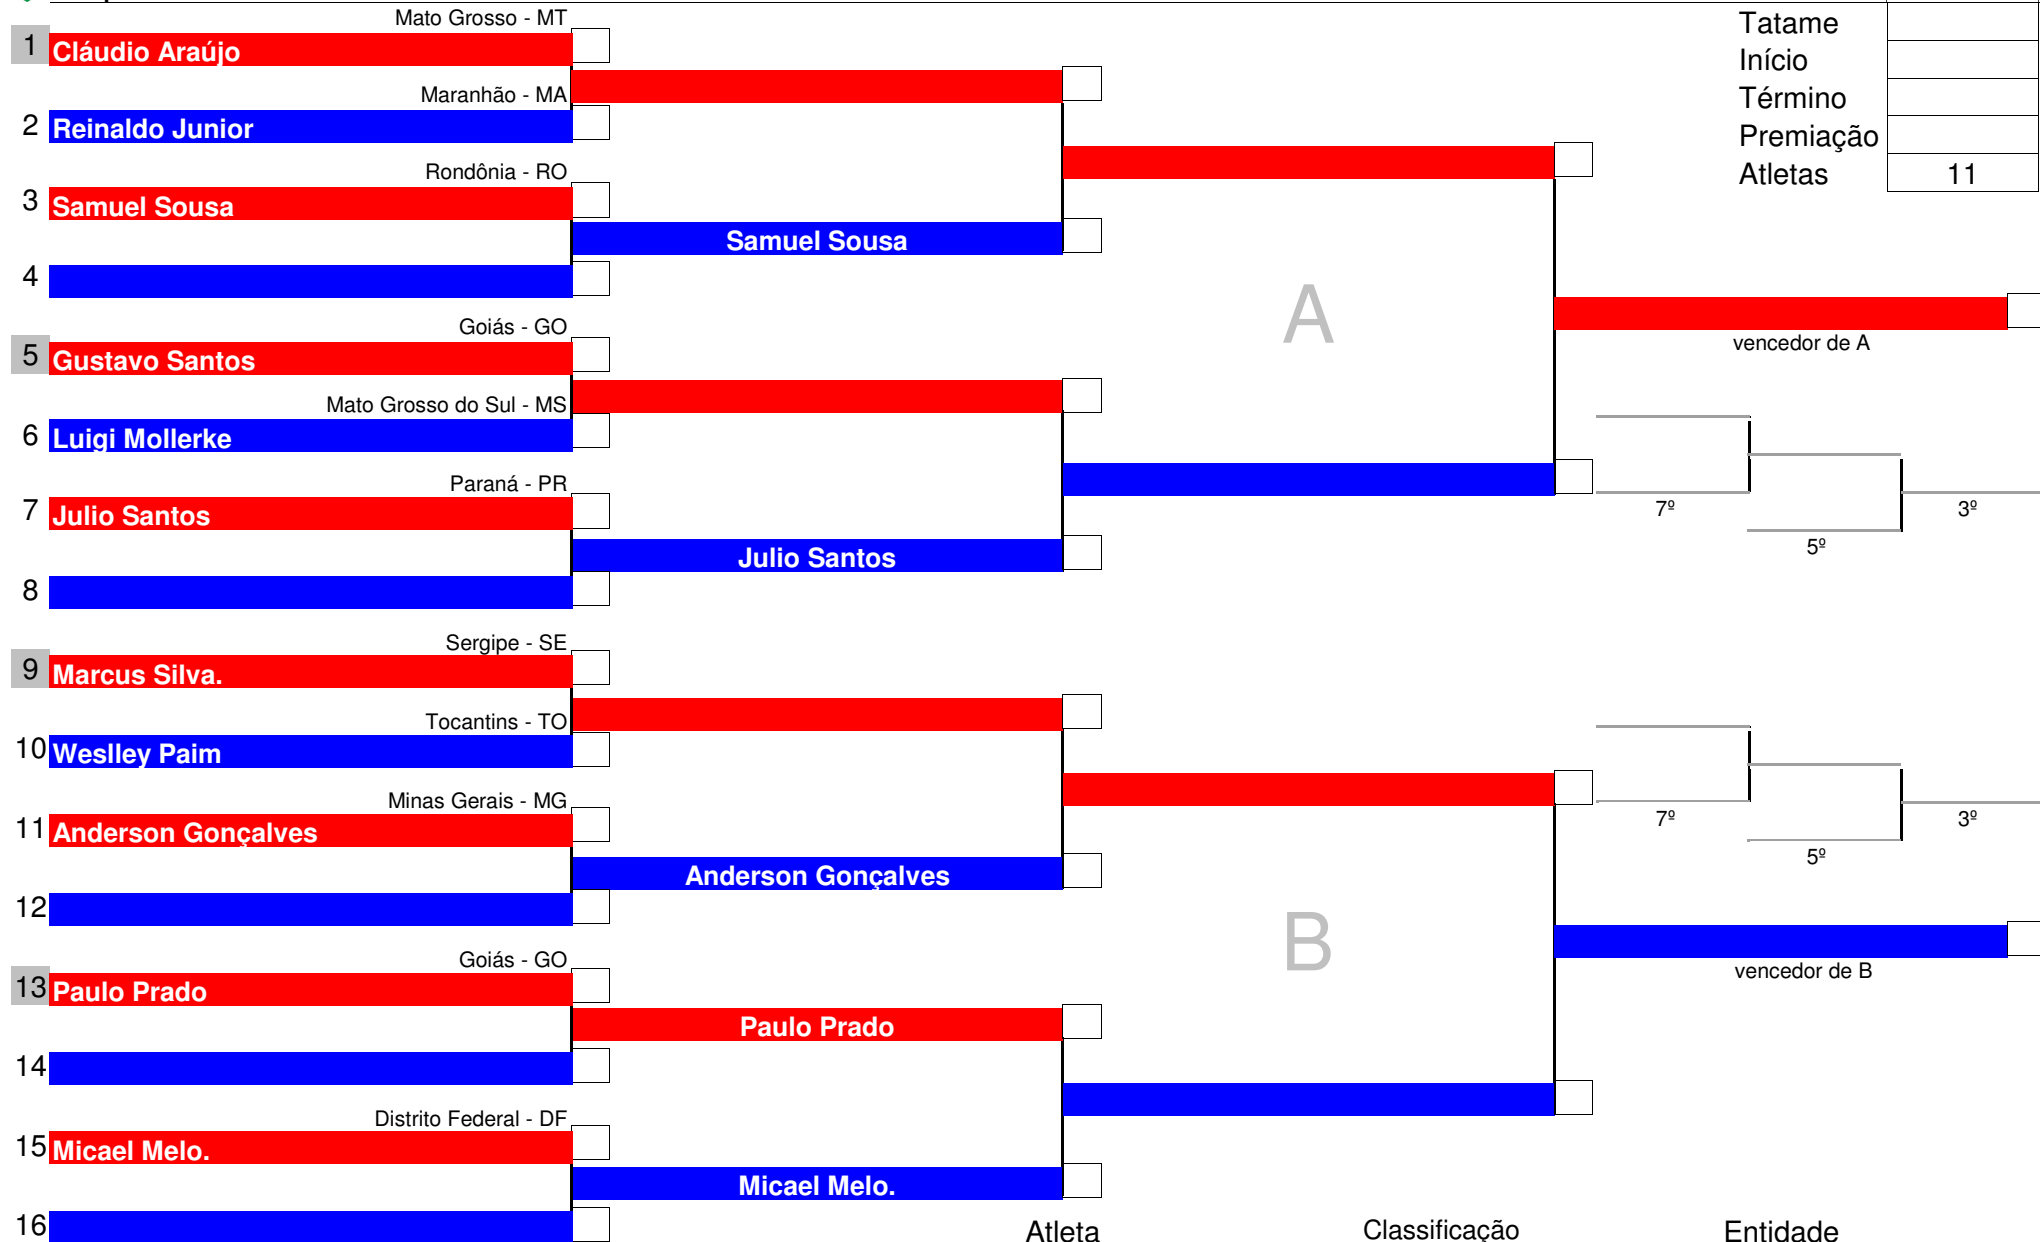 Mato Grosso - MT
1 Cláudio Araújo
Maranhão - MA
2 Reinaldo Junior
Rondônia - RO
3 Samuel Sousa
Samuel Sousa
4
Goiás - GO
5 Gustavo Santos
Mato Grosso do Sul - MS
6 Luigi Mollerke
Paraná - PR
7 Julio Santos
Julio Santos
8
Sergipe - SE
9 Marcus Silva.
Tocantins - TO
10 Weslley Paim
Minas Gerais - MG
11 Anderson Gonçalves
Anderson Gonçalves
12
Goiás - GO
13 Paulo Prado
Paulo Prado
14
Distrito Federal - DF
15 Micael Melo.
Micael Melo.
16
A
B
Tatame
Início
Término
Premiação
Atletas 11
vencedor de A
7º
3º
5º
7º
3º
5º
vencedor de B
Atleta Classificação Entidade